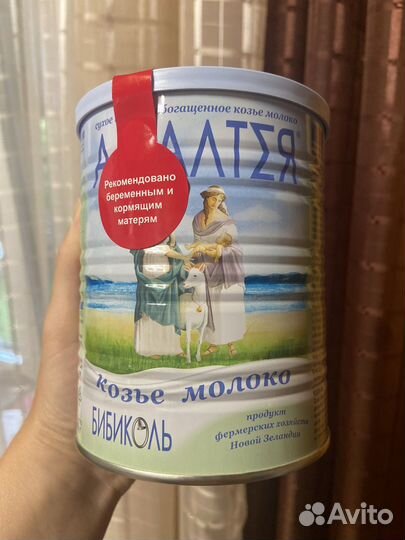 сухое обогащенное козье молоко
АМАЛТЕЯ®
Рекомендовано
беременным и
кормящим
матерям
козье молоко
БИБИКОЛЬ
продукт
фермерских хозяйств
Новой Зеландии
Avito